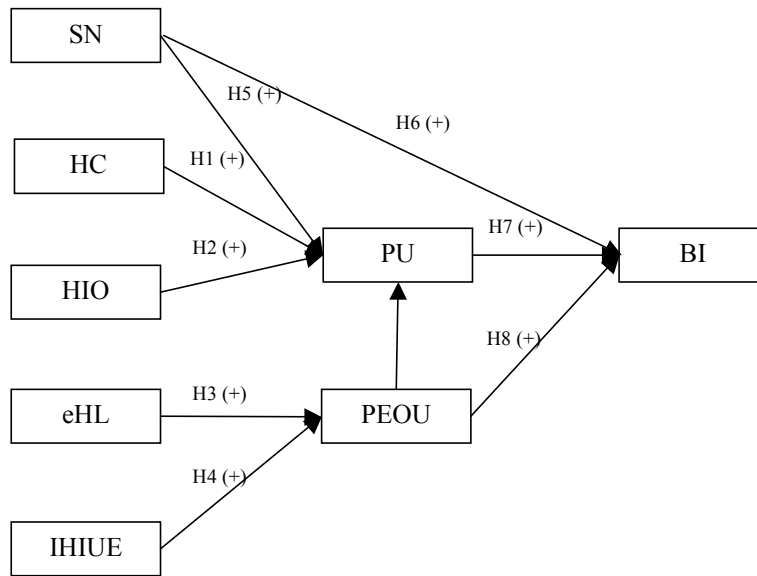 SN
H5 (+)
H6 (+)
HC
H1 (+)
H2 (+)
PU
H7 (+)
BI
HIO
H8 (+)
eHL
H3 (+)
PEOU
H4 (+)
IHIUE